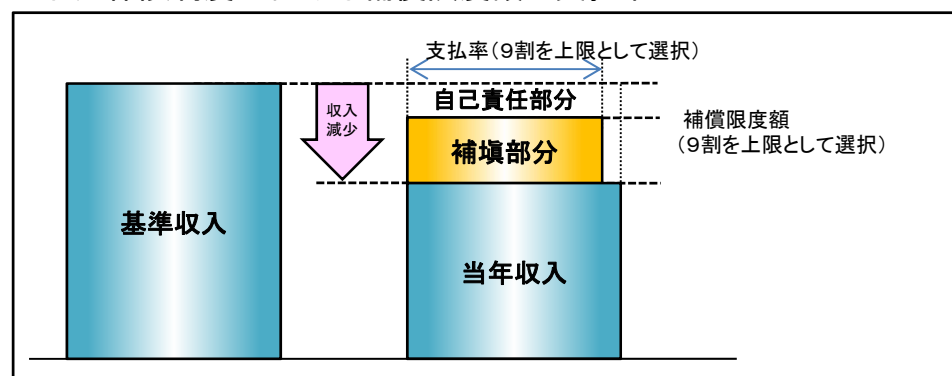 支払率（９割を上限として選択）
自己責任部分
収入
減少
補償限度額
（９割を上限として選択）
補塡部分
基準収入
当年収入